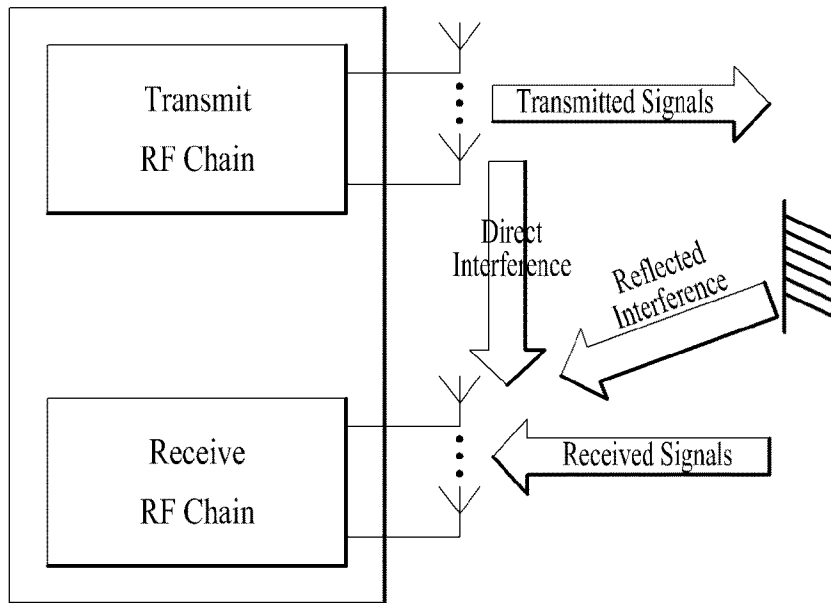 Transmit
RF Chain
Transmitted Signals
Direct
Interference
Reflected
Interference
Receive
RF Chain
Received Signals